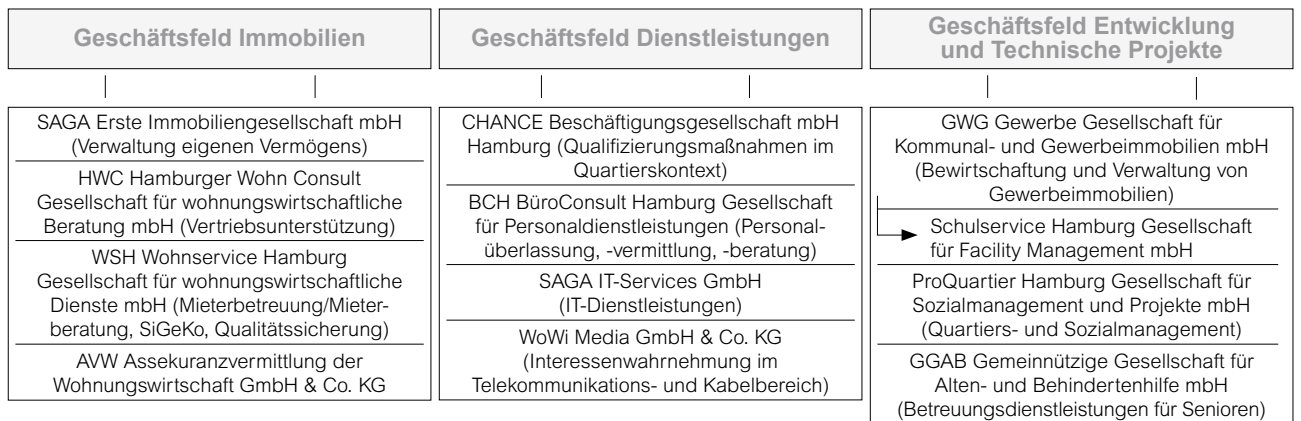 Geschäftsfeld Immobilien
SAGA Erste Immobiliengesellschaft mbH
(Verwaltung eigenen Vermögens)
HWC Hamburger Wohn Consult
Gesellschaft für wohnungswirtschaftliche
Beratung mbH (Vertriebsunterstützung)
WSH Wohnservice Hamburg
Gesellschaft für wohnungswirtschaftliche
Dienste mbH (Mieterbetreuung/Mieter-
beratung, SiGeKo, Qualitätssicherung)
AVW Assekuranzvermittlung der
Wohnungswirtschaft GmbH & Co. KG
Geschäftsfeld Dienstleistungen
CHANCE Beschäftigungsgesellschaft mbH
Hamburg (Qualifizierungsmaßnahmen im
Quartierskontext)
BCH BüroConsult Hamburg Gesellschaft
für Personaldienstleistungen (Personal-
überlassung, -vermittlung, -beratung)
SAGA IT-Services GmbH
(IT-Dienstleistungen)
WoWi Media GmbH & Co. KG
(Interessenwahrnehmung im
Telekommunikations- und Kabelbereich)
Geschäftsfeld Entwicklung
und Technische Projekte
GWG Gewerbe Gesellschaft für
Kommunal- und Gewerbeimmobilien mbH
(Bewirtschaftung und Verwaltung von
Gewerbeimmobilien)
Schulservice Hamburg Gesellschaft
für Facility Management mbH
ProQuartier Hamburg Gesellschaft für
Sozialmanagement und Projekte mbH
(Quartiers- und Sozialmanagement)
GGAB Gemeinnützige Gesellschaft für
Alten- und Behindertenhilfe mbH
(Betreuungsdienstleistungen für Senioren)